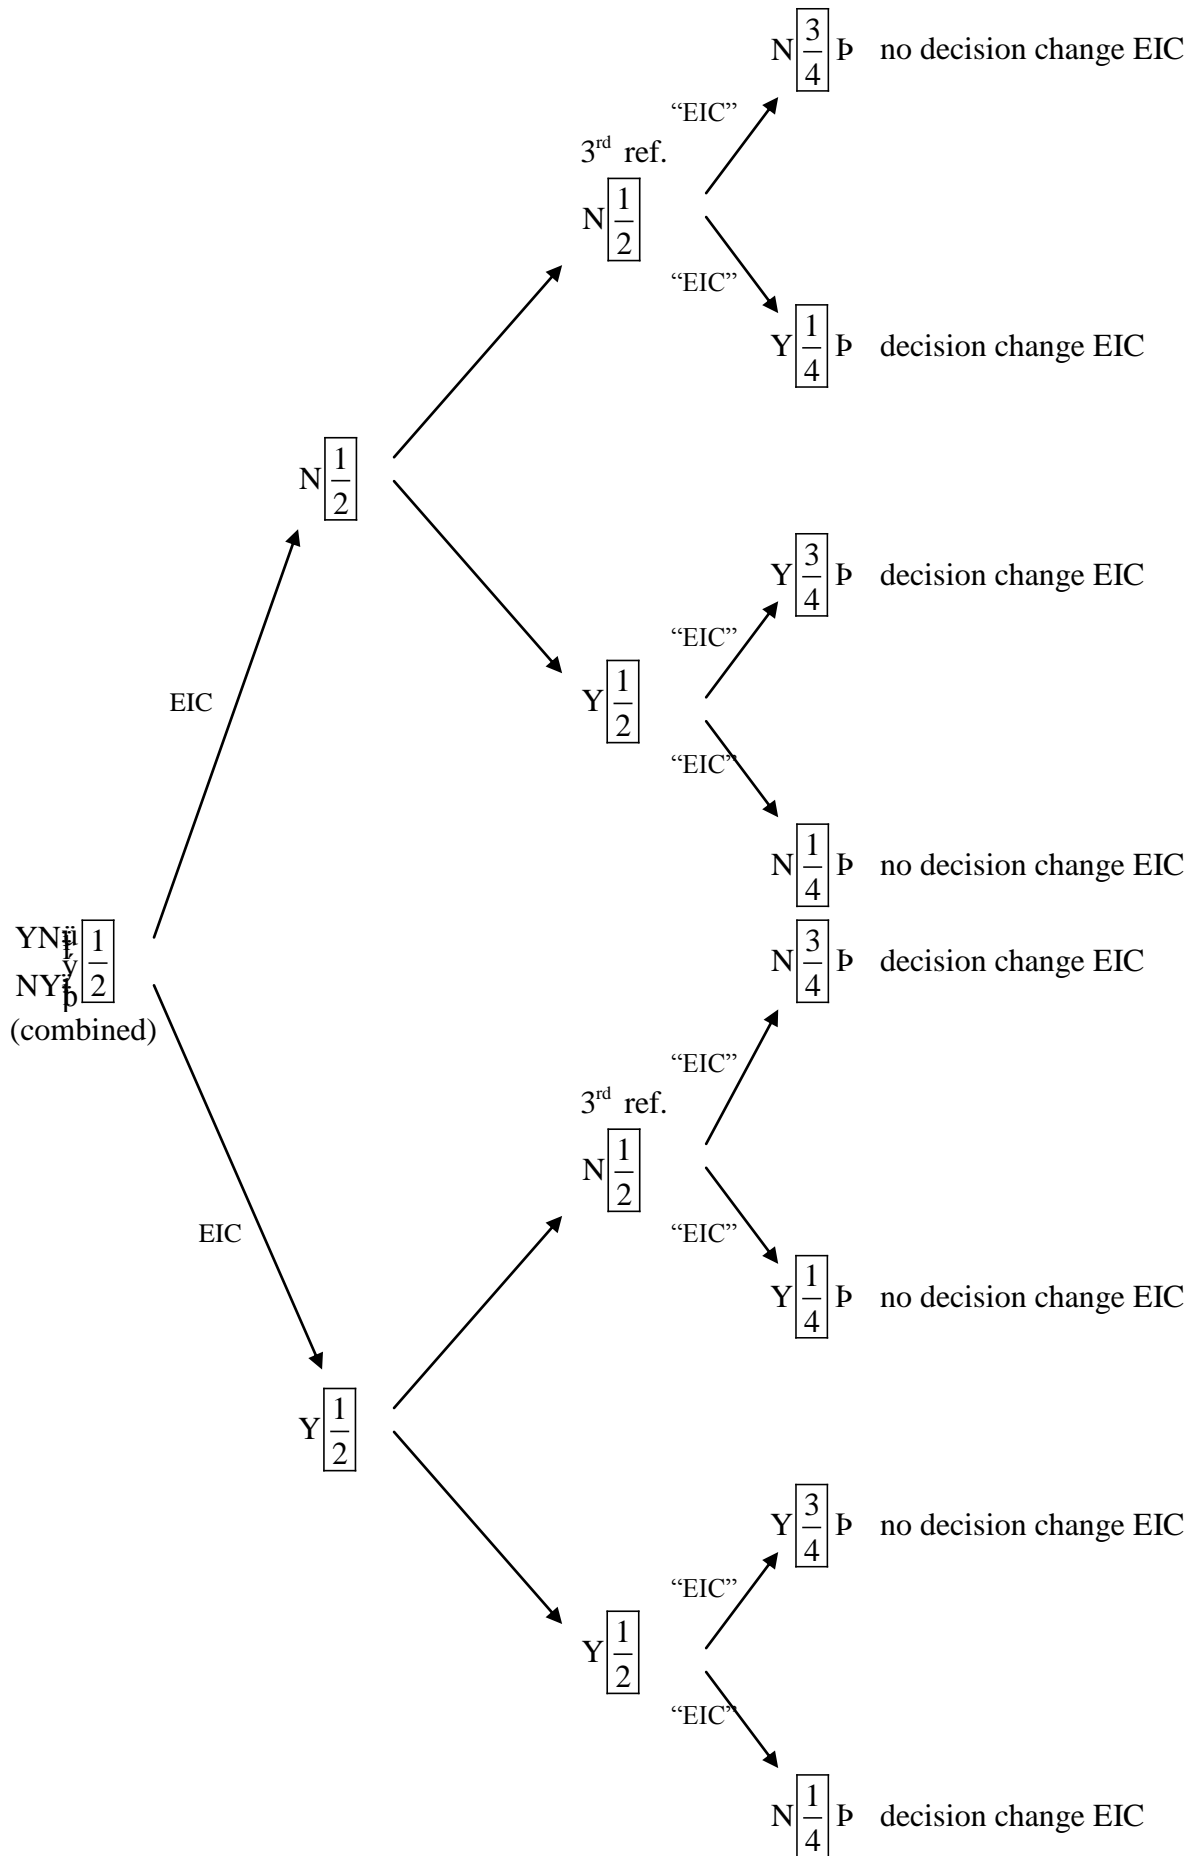 N 3/4 Þ no decision change EIC
“EIC”
3rd ref.
N 1/2
“EIC”
Y 1/4 Þ decision change EIC
N 1/2
Y 3/4 Þ decision change EIC
“EIC”
EIC
Y 1/2
“EIC”
N 1/4 Þ no decision change EIC
YN
NY
1/2
(combined)
N 3/4 Þ decision change EIC
“EIC”
3rd ref.
N 1/2
EIC
“EIC”
Y 1/4 Þ no decision change EIC
Y 1/2
Y 3/4 Þ no decision change EIC
“EIC”
Y 1/2
“EIC”
N 1/4 Þ decision change EIC